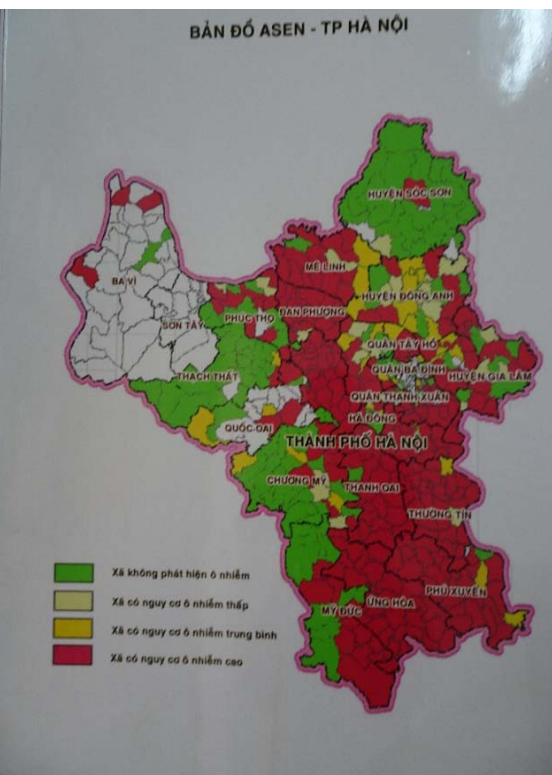 BẢN ĐỒ ASEN - TP HÀ NỘI
HUYỆN SÓC SƠN
MÊ LINH
BA VÌ
HUYỆN ĐÔNG ANH
SƠN TÂY
PHÚC THỌ
ĐAN PHƯỢNG
QUẬN TÂY HỒ
QUẬN BA ĐÌNH
THẠCH THẤT
HUYỆN GIA LÂM
QUẬN THANH XUÂN
HÀ ĐÔNG
QUỐC OAI
THÀNH PHỐ HÀ NỘI
CHƯƠNG MỸ
THANH OAI
THƯỜNG TÍN
Xã không phát hiện ô nhiễm
PHÚ XUYÊN
Xã có nguy cơ ô nhiễm thấp
ỨNG HÒA
MỸ ĐỨC
Xã có nguy cơ ô nhiễm trung bình
Xã có nguy cơ ô nhiễm cao